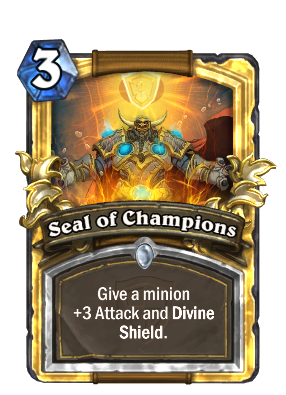 3
Seal of Champions
Give a minion
+3 Attack and Divine
Shield.